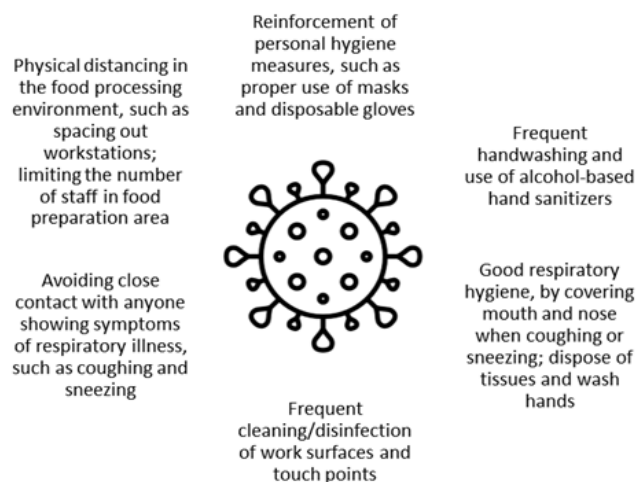 Reinforcement of
personal hygiene
measures, such as
proper use of masks
and disposable gloves
Physical distancing in
the food processing
environment, such as
spacing out
workstations;
limiting the number
of staff in food
preparation area
Frequent
handwashing and
use of alcohol-based
hand sanitizers
Avoiding close
contact with anyone
showing symptoms
of respiratory illness,
such as coughing and
sneezing
Good respiratory
hygiene, by covering
mouth and nose
when coughing or
sneezing; dispose of
tissues and wash
hands
Frequent
cleaning/disinfection
of work surfaces and
touch points